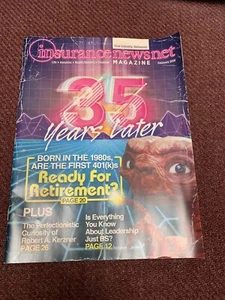 insurancenewsnet
MAGAZINE
35
Years Later
BORN IN THE 1980s,
ARE THE FIRST 401(k)s
Ready For
Retirement?
PAGE 20
PLUS
The Perfectionistic
Curiosity of
Robert A. Kerzner
PAGE 26
Is Everything
You Know
About Leadership
Just BS?
PAGE 12